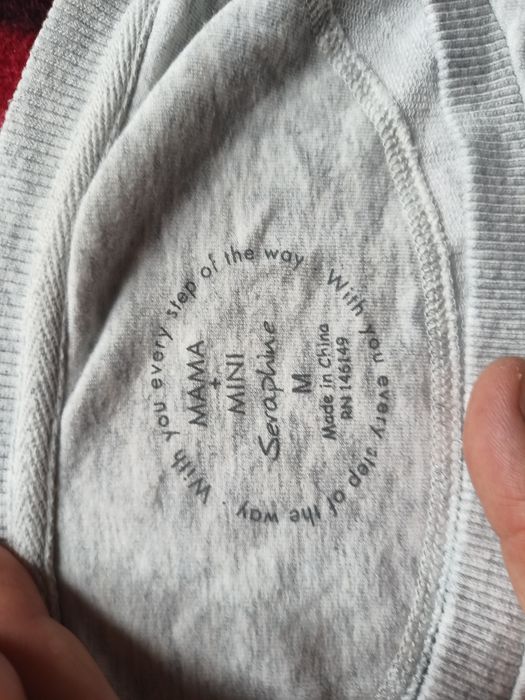 With you every step of the way . With you every step of the way .
MAMA
+
MINI
Seraphine
M
Made in China
RN 146149